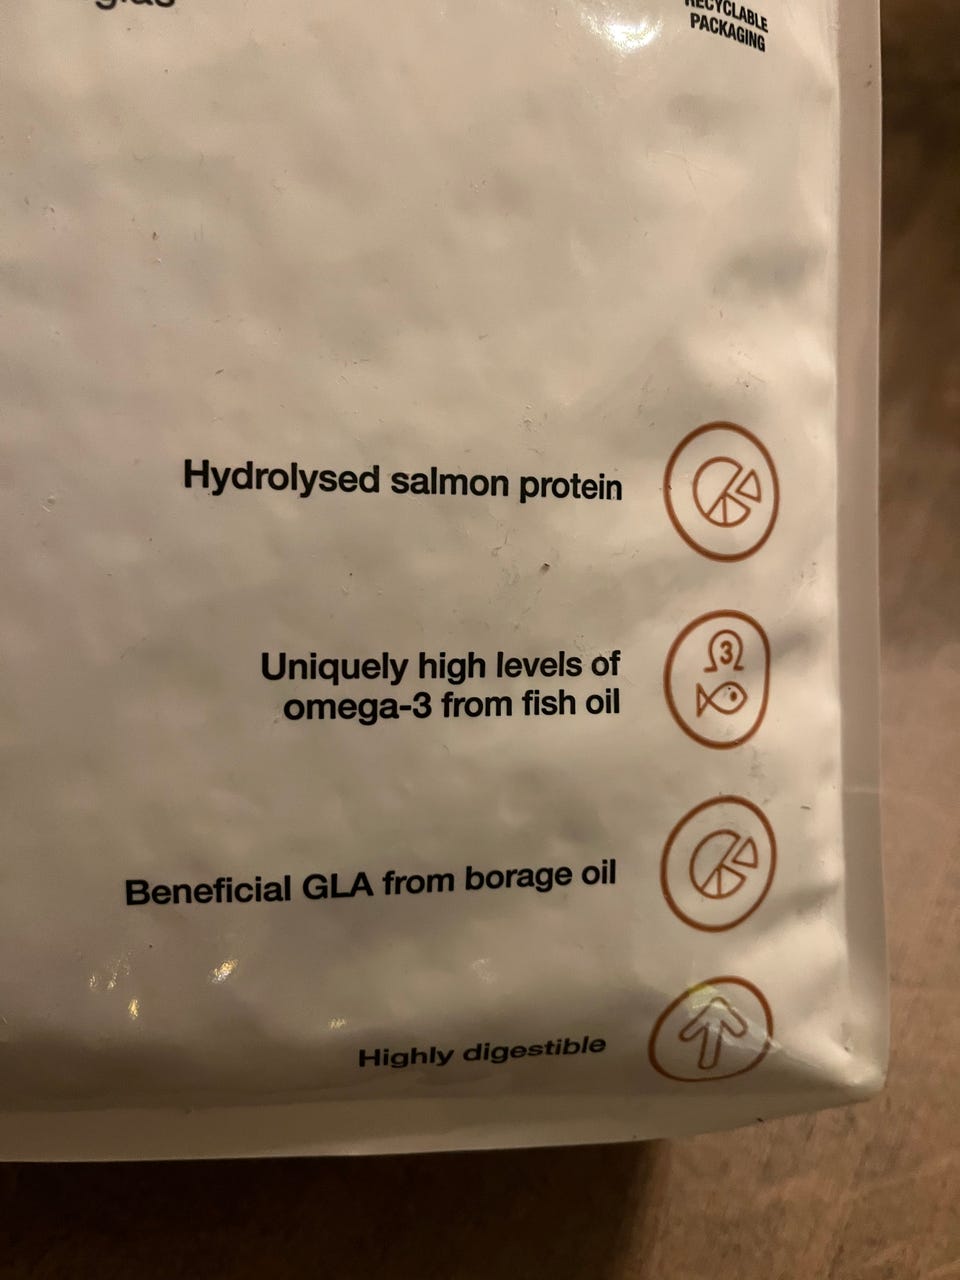 RECYCLABLE
PACKAGING
Hydrolysed salmon protein
3
Uniquely high levels of
omega-3 from fish oil
Beneficial GLA from borage oil
Highly digestible